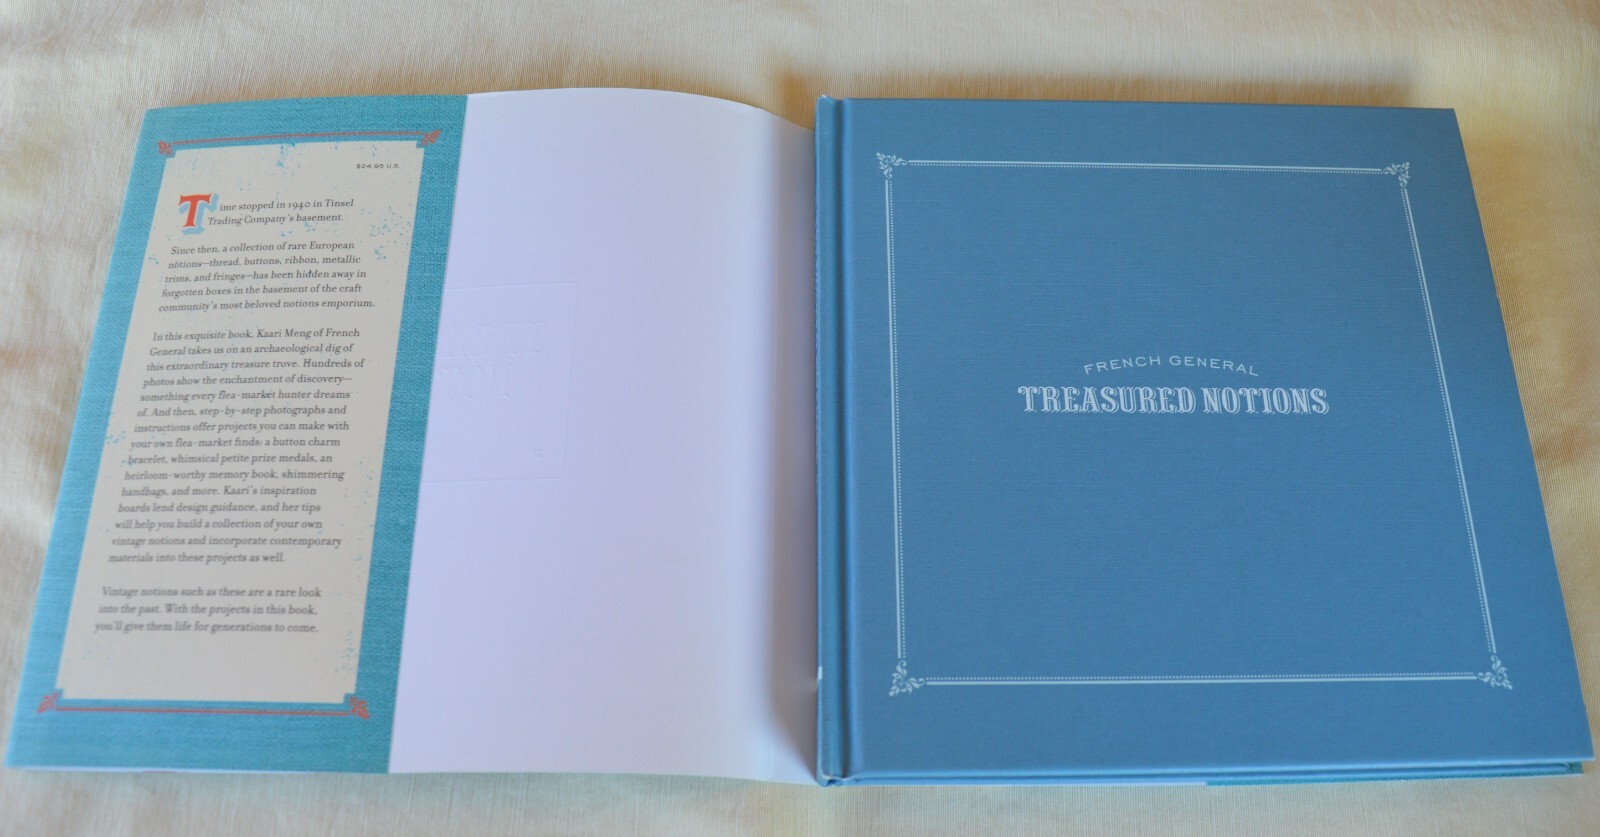 $24.95 U.S.
Time stopped in 1940 in Tinsel
Trading Company's basement.
Since then, a collection of rare European
notions—thread, buttons, ribbon, metallic
trims, and fringes—has been hidden away in
forgotten boxes in the basement of the craft
community's most beloved notions emporium.
In this exquisite book, Kaari Meng of French
General takes us on an archaeological dig of
this extraordinary treasure trove. Hundreds of
photos show the enchantment of discovery—
something every flea-market hunter dreams
of. And then, step-by-step photographs and
instructions offer projects you can make with
your own flea-market finds: a button charm
bracelet, whimsical petite prize medals, an
heirloom-worthy memory book, shimmering
handbags, and more. Kaari's inspiration
boards lend design guidance, and her tips
will help you build a collection of your own
vintage notions and incorporate contemporary
materials into these projects as well.
Vintage notions such as these are a rare look
into the past. With the projects in this book,
you'll give them life for generations to come.
FRENCH GENERAL
TREASURED NOTIONS